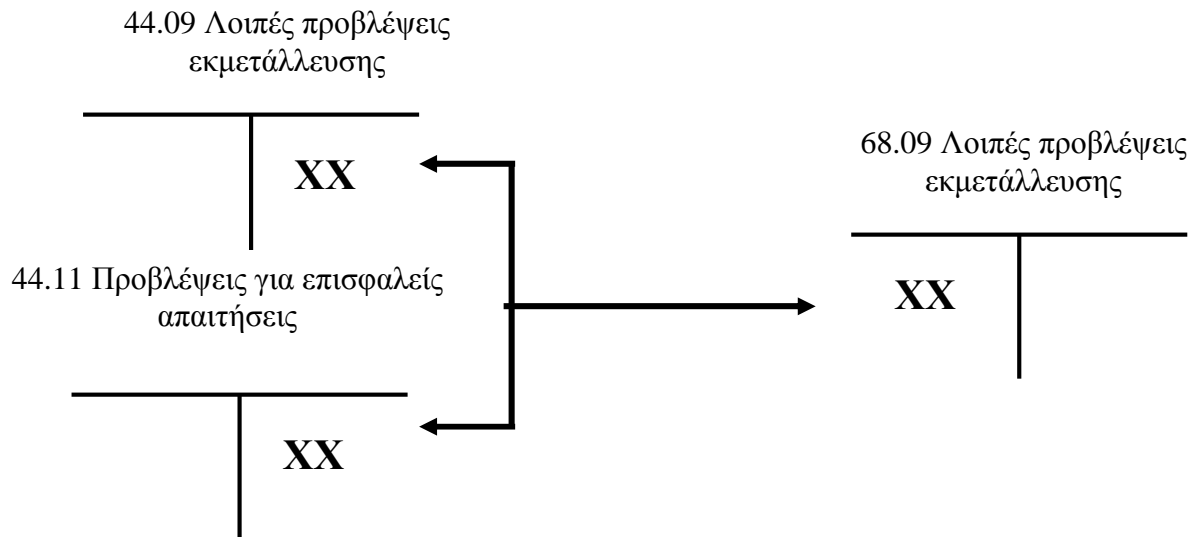 44.09 Λοιπές προβλέψεις
εκμετάλλευσης
XX
44.11 Προβλέψεις για επισφαλείς
απαιτήσεις
XX
68.09 Λοιπές προβλέψεις
εκμετάλλευσης
XX